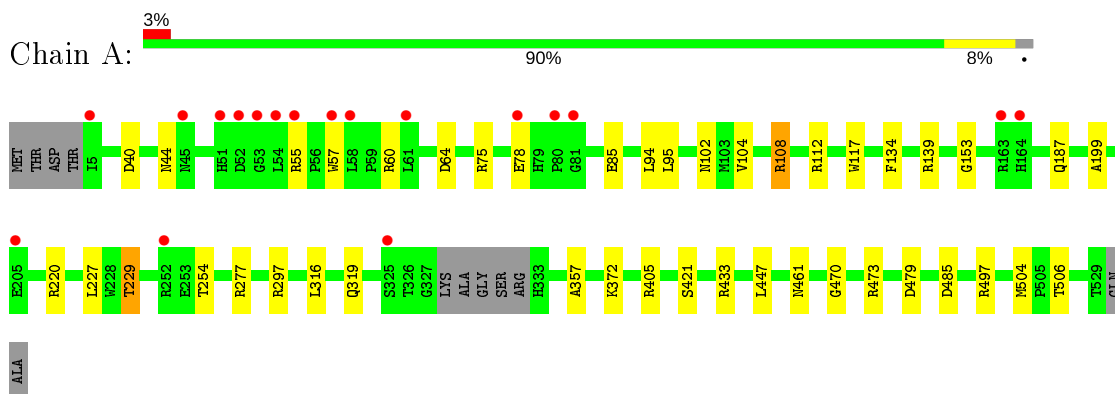 3%
Chain A:
90% 8%
MET THR ASP THR I5 D40 N44 N45 H51 D52 G53 L54 R55 P56 W57 L58 P59 R60 L61 D64 R75 E78 H79 P80 G81 E85 L94 L95 N102 M103 V104 R108 R112 W117 F134 R139 G153 R163 H164 Q187 A199
E205 R220 L227 W228 T229 R252 E253 T254 R277 R297 L316 Q319 S325 T326 G327 LYS ALA GLY SER ARG H333 A357 K372 R405 S421 R433 L447 N461 G470 R473 D479 D485 R497 M504 P505 T506 T529 GLN
ALA